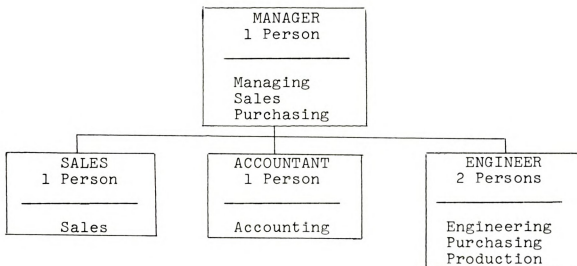 MANAGER
1 Person
Managing
Sales
Purchasing
SALES
1 Person
Sales
ACCOUNTANT
1 Person
Accounting
ENGINEER
2 Persons
Engineering
Purchasing
Production